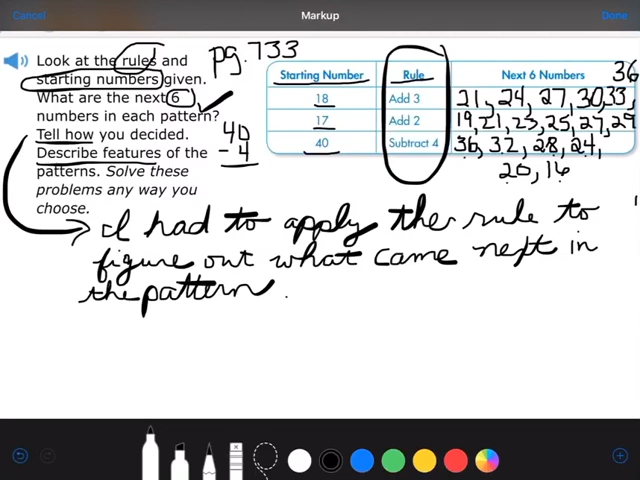 Cancel
Markup
Done
Look at the rules and
starting numbers given.
What are the next 6
numbers in each pattern?
Tell how you decided.
Describe features of the
patterns. Solve these
problems any way you
choose.
pg.733
40
- 4
Starting Number Rule Next 6 Numbers
18 Add 3 21, 24, 27, 30, 33, 36
17 Add 2 19, 21, 23, 25, 27, 29
40 Subtract 4 36, 32, 28, 24,
20, 16
I had to apply the rule to
figure out what came next in
the pattern.